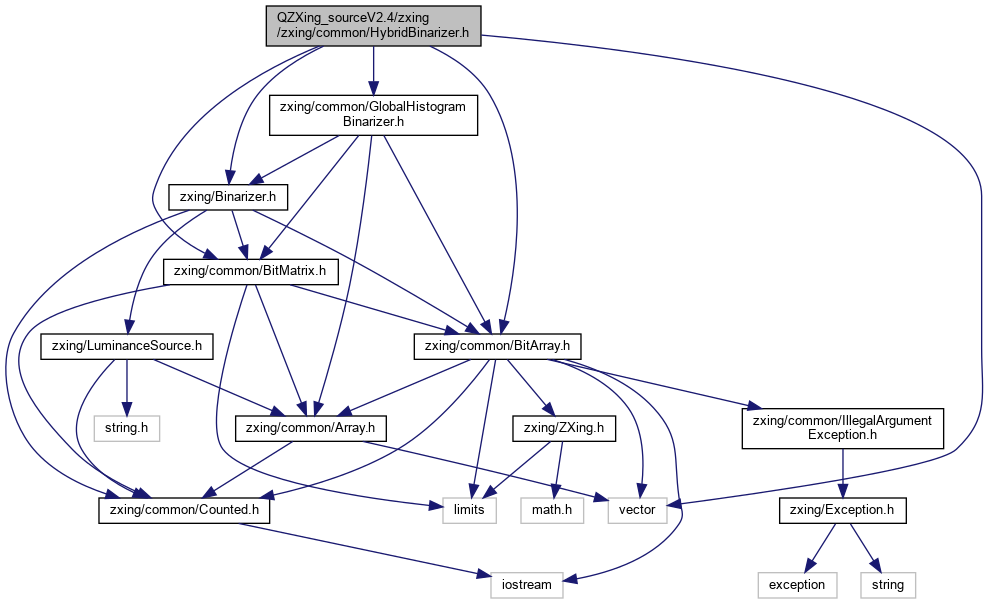 QZXing_sourceV2.4/zxing
/zxing/common/HybridBinarizer.h
zxing/common/GlobalHistogram
Binarizer.h
zxing/Binarizer.h
zxing/common/BitMatrix.h
zxing/LuminanceSource.h
zxing/common/BitArray.h
string.h
zxing/common/Array.h
zxing/ZXing.h
zxing/common/IllegalArgument
Exception.h
zxing/common/Counted.h
limits
math.h
vector
zxing/Exception.h
iostream
exception
string